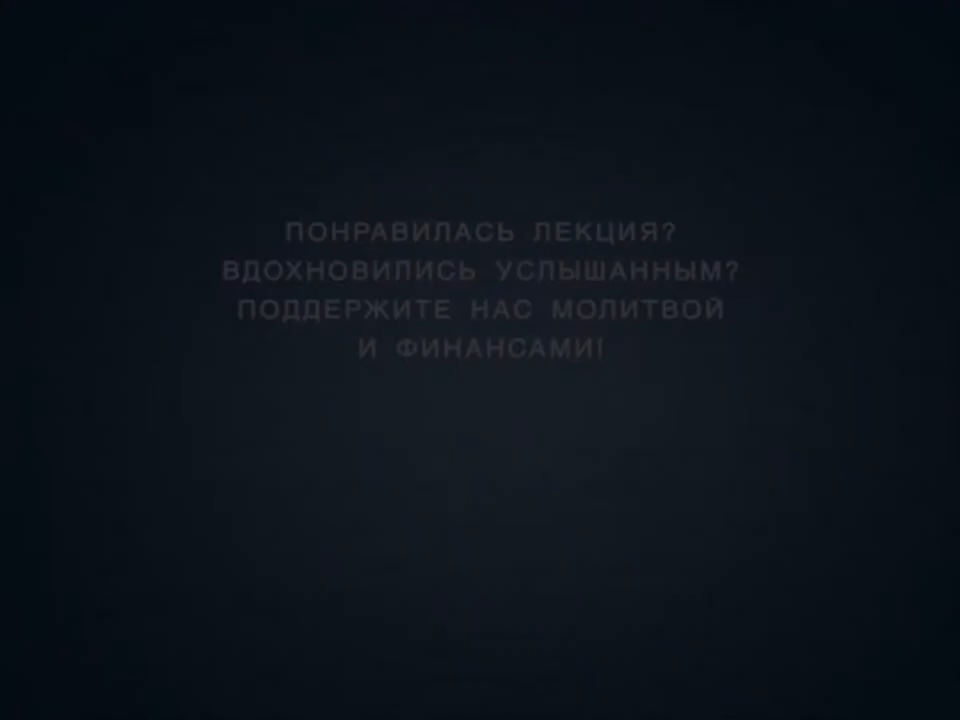 ПОНРАВИЛАСЬ ЛЕКЦИЯ?
ВДОХНОВИЛИСЬ УСЛЫШАННЫМ?
ПОДДЕРЖИТЕ НАС МОЛИТВОЙ
И ФИНАНСАМИ!